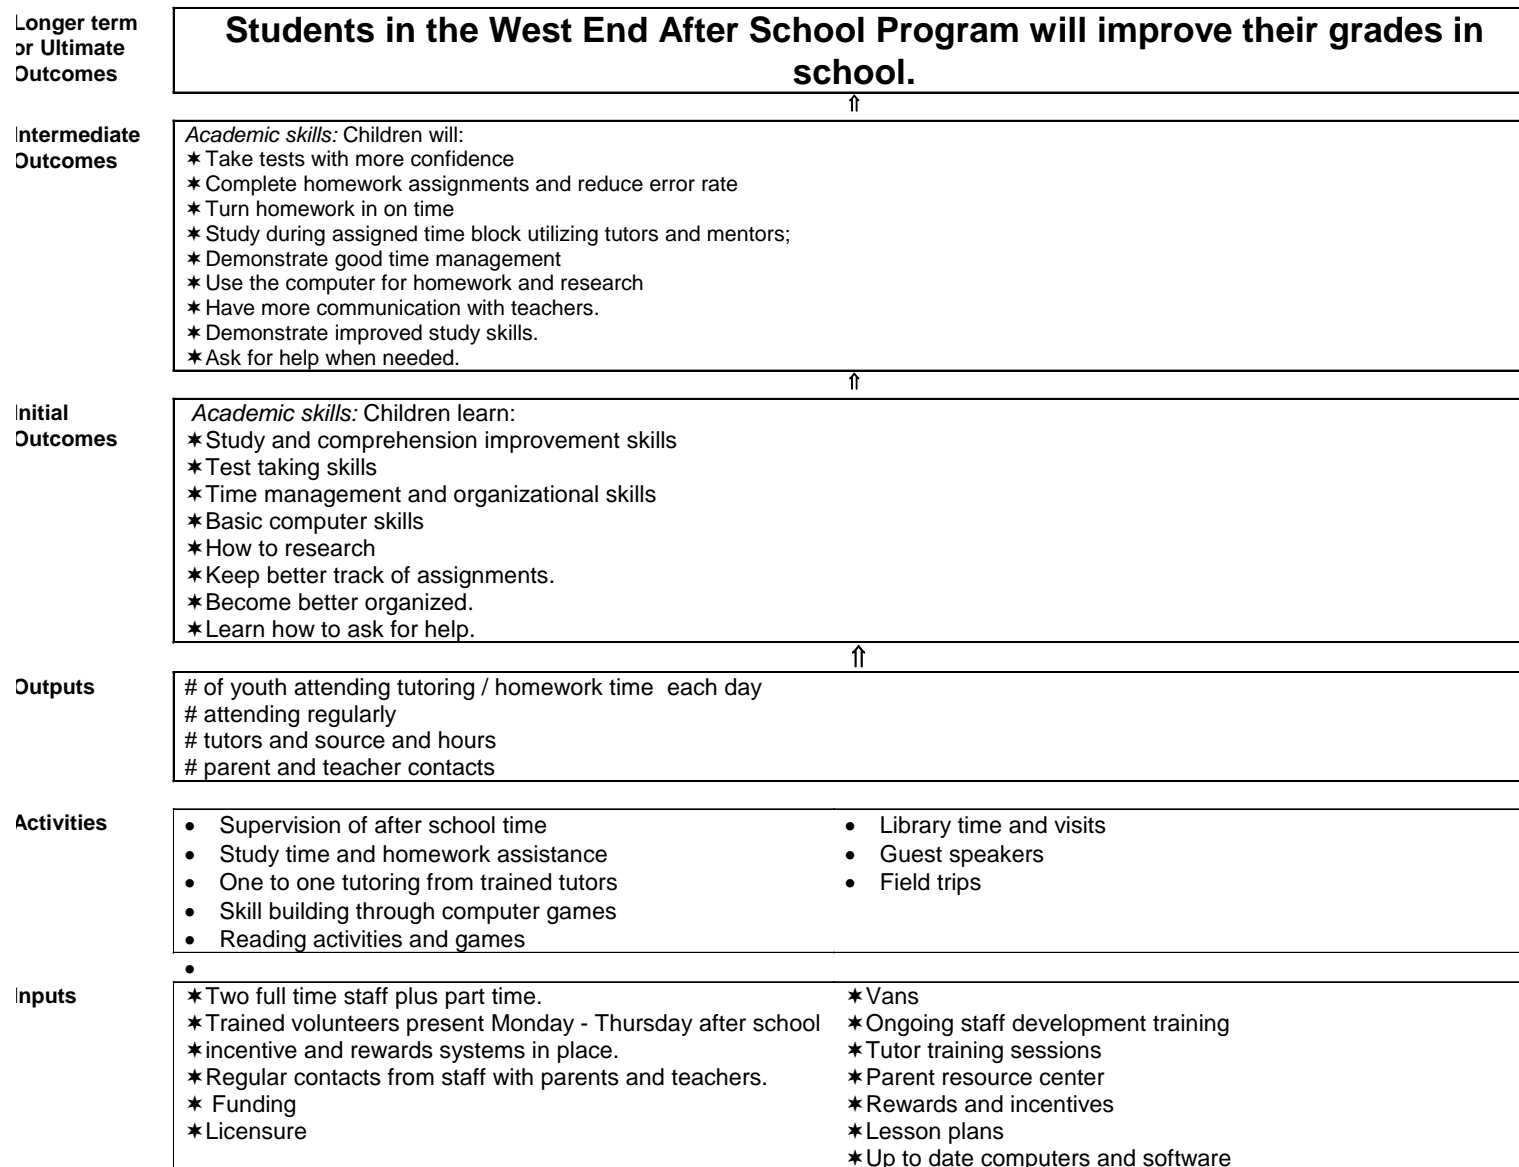 Longer term
or Ultimate
Outcomes
Students in the West End After School Program will improve their grades in
school.
⇑
Intermediate
Outcomes
Academic skills: Children will:
✶Take tests with more confidence
✶Complete homework assignments and reduce error rate
✶Turn homework in on time
✶Study during assigned time block utilizing tutors and mentors;
✶Demonstrate good time management
✶Use the computer for homework and research
✶Have more communication with teachers.
✶Demonstrate improved study skills.
✶Ask for help when needed.
⇑
Initial
Outcomes
Academic skills: Children learn:
✶Study and comprehension improvement skills
✶Test taking skills
✶Time management and organizational skills
✶Basic computer skills
✶How to research
✶Keep better track of assignments.
✶Become better organized.
✶Learn how to ask for help.
⇑
Outputs
# of youth attending tutoring / homework time each day
# attending regularly
# tutors and source and hours
# parent and teacher contacts
Activities
• Supervision of after school time
• Study time and homework assistance
• One to one tutoring from trained tutors
• Skill building through computer games
• Reading activities and games
•
• Library time and visits
• Guest speakers
• Field trips
Inputs
✶Two full time staff plus part time.
✶Trained volunteers present Monday - Thursday after school
✶incentive and rewards systems in place.
✶Regular contacts from staff with parents and teachers.
✶ Funding
✶Licensure
✶Vans
✶Ongoing staff development training
✶Tutor training sessions
✶Parent resource center
✶Rewards and incentives
✶Lesson plans
✶Up to date computers and software